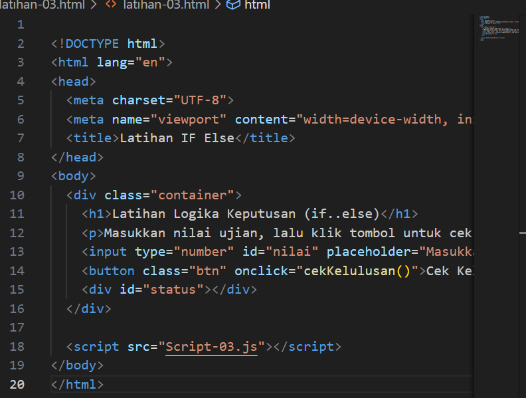 latihan-03.html > latihan-03.html > html
1
2 <!DOCTYPE html>
3 <html lang="en">
4 <head>
5 <meta charset="UTF-8">
6 <meta name="viewport" content="width=device-width, in
7 <title>Latihan IF Else</title>
8 </head>
9 <body>
10 <div class="container">
11 <h1>Latihan Logika Keputusan (if..else)</h1>
12 <p>Masukkan nilai ujian, lalu klik tombol untuk cek
13 <input type="number" id="nilai" placeholder="Masukka
14 <button class="btn" onclick="cekKelulusan()">Cek Ke
15 <div id="status"></div>
16 </div>
17
18 <script src="Script-03.js"></script>
19 </body>
20 </html>